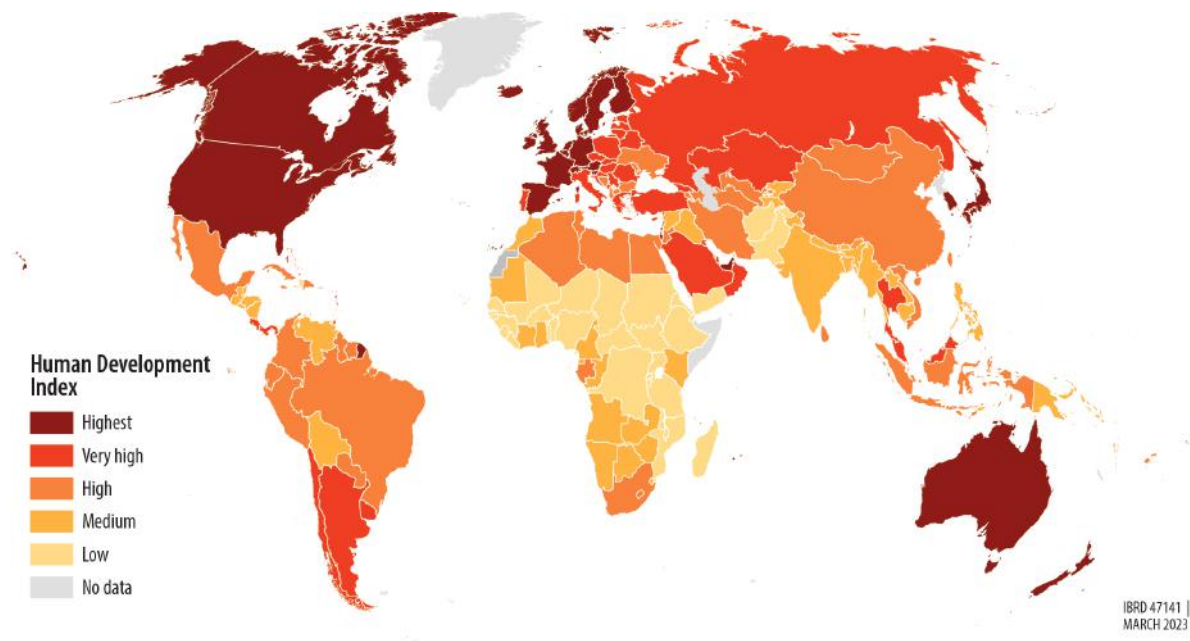 Human Development
Index
Highest
Very high
High
Medium
Low
No data
IBRD 47141 |
MARCH 2023